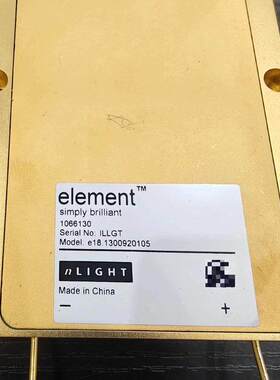 element™
simply brilliant
1066130
Serial No: ILLGT
Model: e18.1300920105
nLIGHT
Made in China
− +